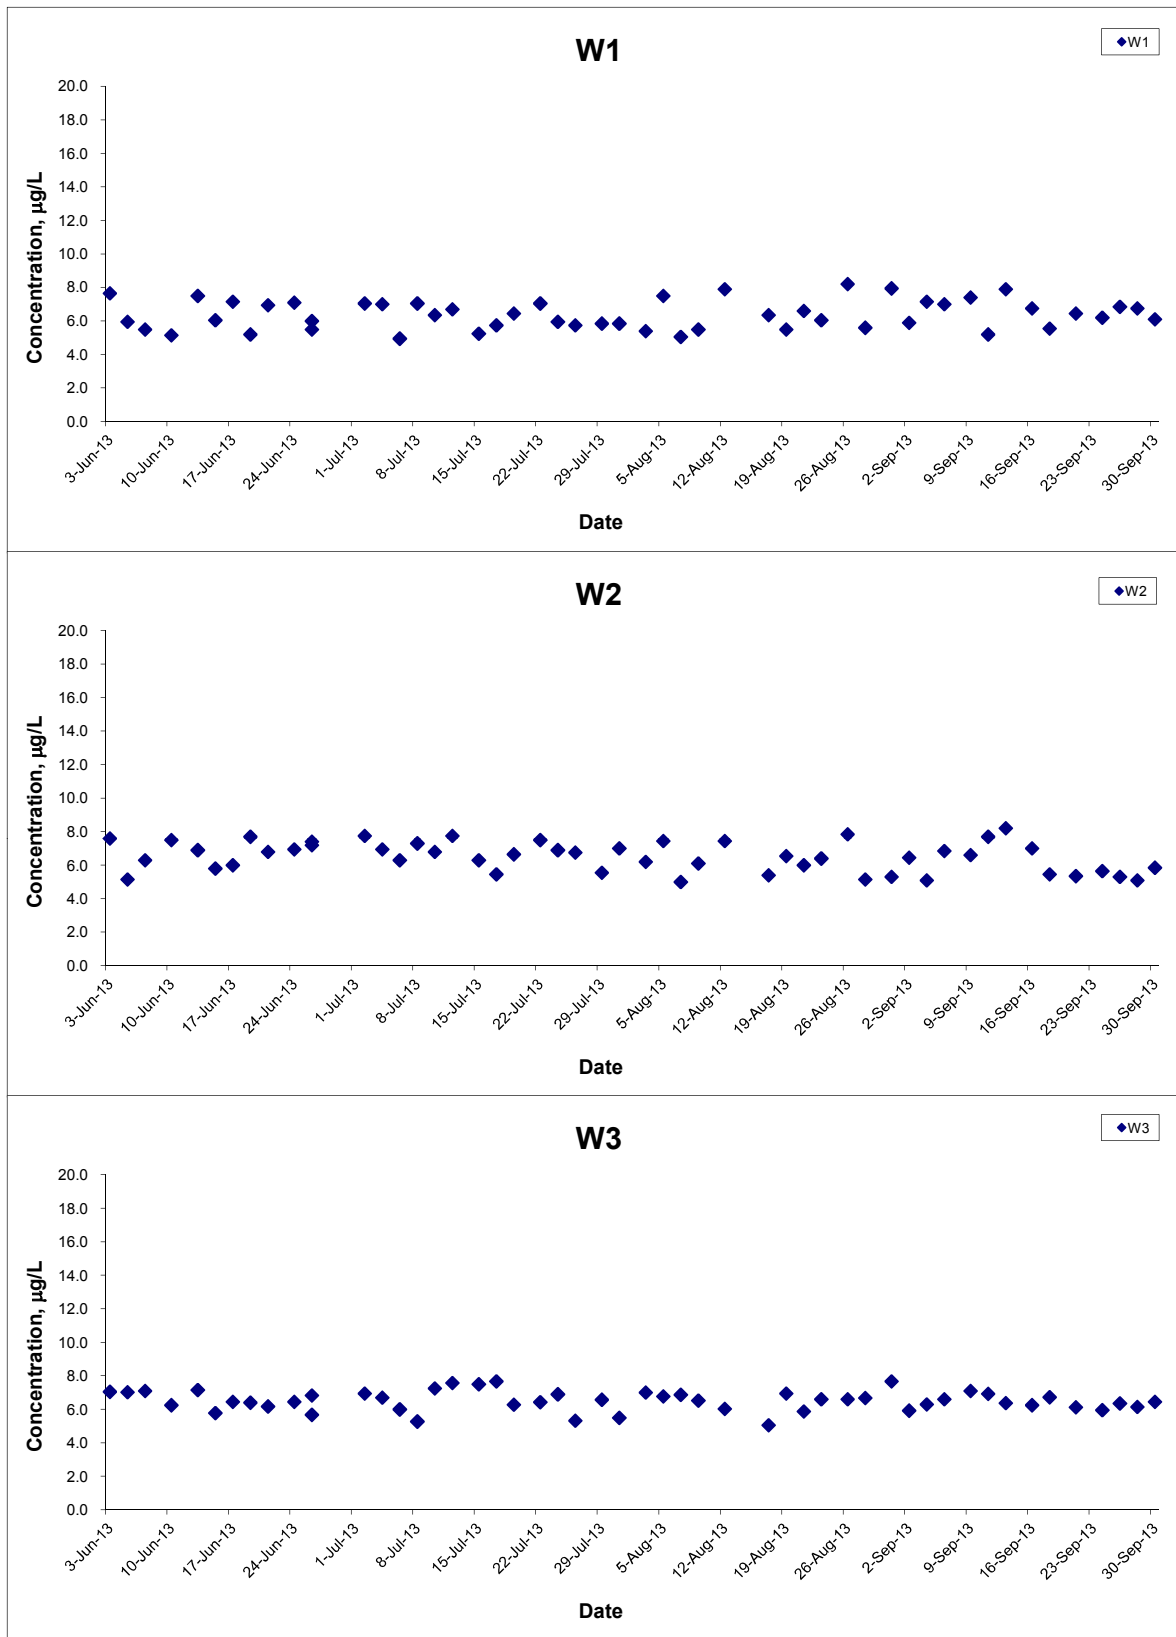 W1
W1
20.0
18.0
16.0
14.0
12.0
10.0
8.0
6.0
4.0
2.0
0.0
Concentration, µg/L
3-Jun-13
10-Jun-13
17-Jun-13
24-Jun-13
1-Jul-13
8-Jul-13
15-Jul-13
22-Jul-13
29-Jul-13
5-Aug-13
12-Aug-13
19-Aug-13
26-Aug-13
2-Sep-13
9-Sep-13
16-Sep-13
23-Sep-13
30-Sep-13
Date
W2
W2
20.0
18.0
16.0
14.0
12.0
10.0
8.0
6.0
4.0
2.0
0.0
Concentration, µg/L
3-Jun-13
10-Jun-13
17-Jun-13
24-Jun-13
1-Jul-13
8-Jul-13
15-Jul-13
22-Jul-13
29-Jul-13
5-Aug-13
12-Aug-13
19-Aug-13
26-Aug-13
2-Sep-13
9-Sep-13
16-Sep-13
23-Sep-13
30-Sep-13
Date
W3
W3
20.0
18.0
16.0
14.0
12.0
10.0
8.0
6.0
4.0
2.0
0.0
Concentration, µg/L
3-Jun-13
10-Jun-13
17-Jun-13
24-Jun-13
1-Jul-13
8-Jul-13
15-Jul-13
22-Jul-13
29-Jul-13
5-Aug-13
12-Aug-13
19-Aug-13
26-Aug-13
2-Sep-13
9-Sep-13
16-Sep-13
23-Sep-13
30-Sep-13
Date